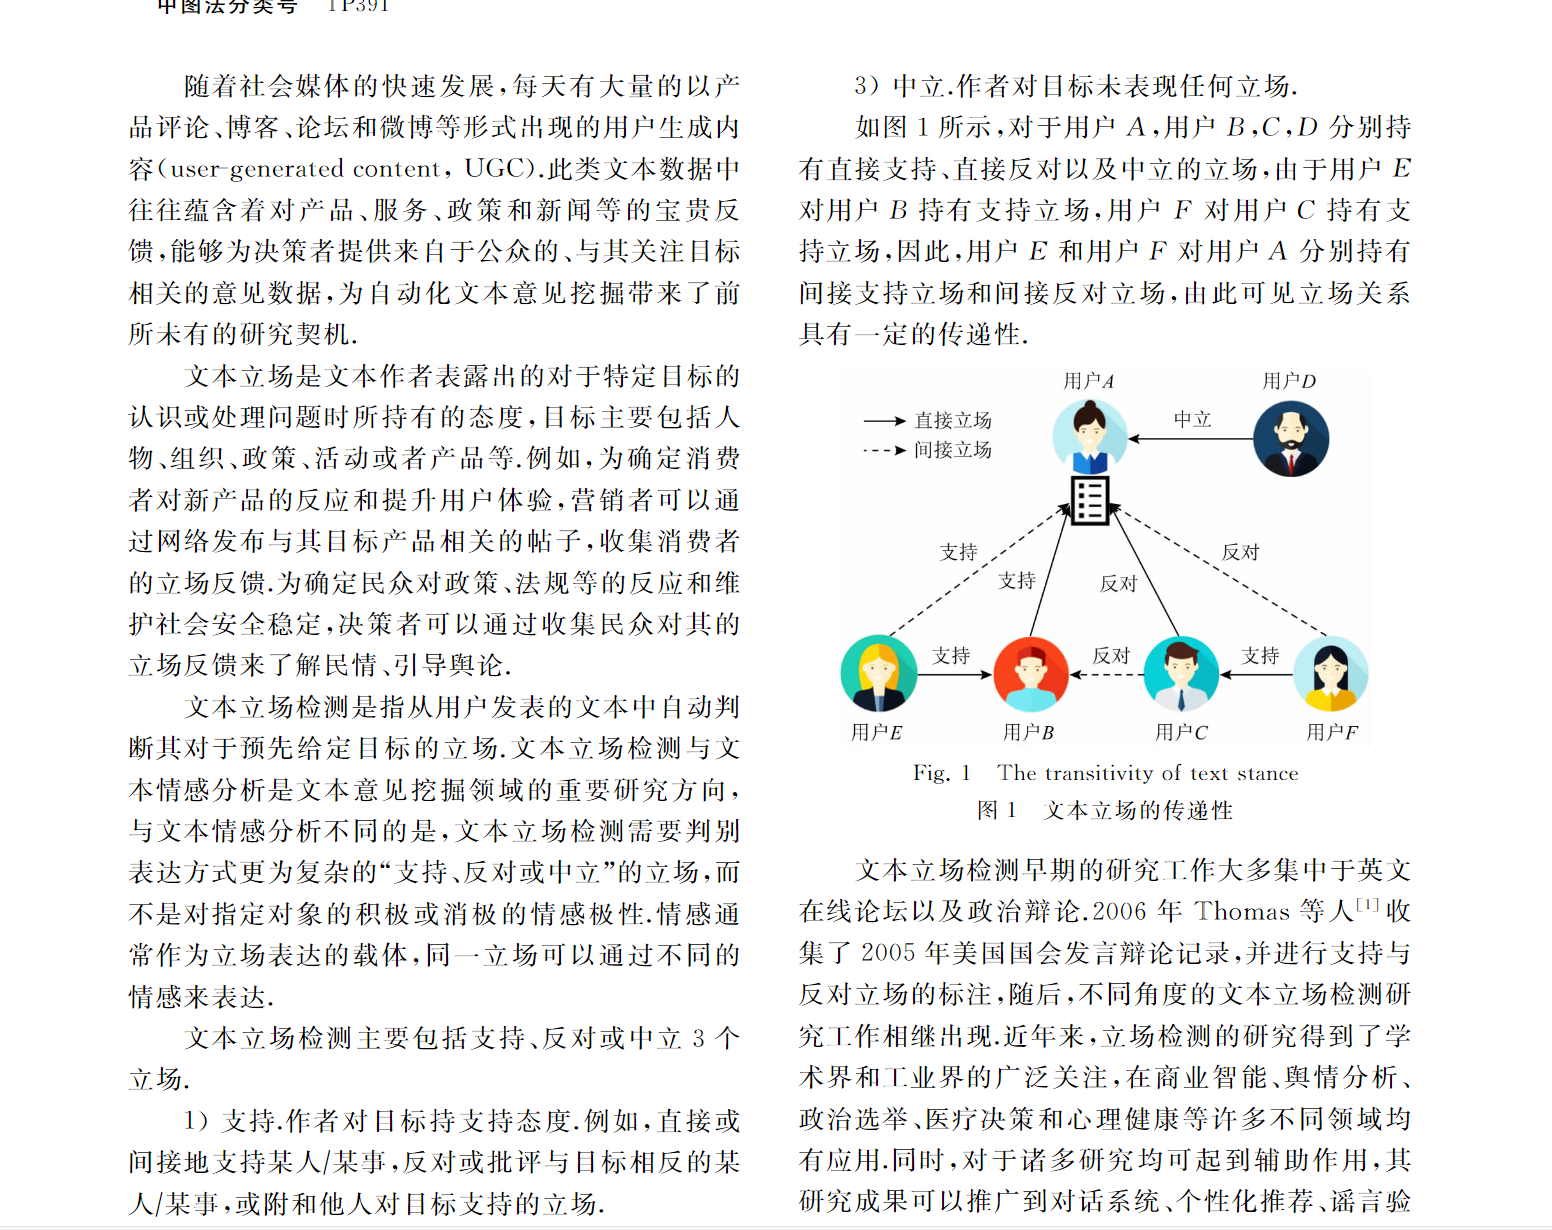 中图法分类号 TP391
随着社会媒体的快速发展,每天有大量的以产
品评论、博客、论坛和微博等形式出现的用户生成内
容(user-generated content, UGC).此类文本数据中
往往蕴含着对产品、服务、政策和新闻等的宝贵反
馈,能够为决策者提供来自于公众的、与其关注目标
相关的意见数据,为自动化文本意见挖掘带来了前
所未有的研究契机.
文本立场是文本作者表露出的对于特定目标的
认识或处理问题时所持有的态度,目标主要包括人
物、组织、政策、活动或者产品等.例如,为确定消费
者对新产品的反应和提升用户体验,营销者可以通
过网络发布与其目标产品相关的帖子,收集消费者
的立场反馈.为确定民众对政策、法规等的反应和维
护社会安全稳定,决策者可以通过收集民众对其的
立场反馈来了解民情、引导舆论.
文本立场检测是指从用户发表的文本中自动判
断其对于预先给定目标的立场.文本立场检测与文
本情感分析是文本意见挖掘领域的重要研究方向,
与文本情感分析不同的是,文本立场检测需要判别
表达方式更为复杂的“支持、反对或中立”的立场,而
不是对指定对象的积极或消极的情感极性.情感通
常作为立场表达的载体,同一立场可以通过不同的
情感来表达.
文本立场检测主要包括支持、反对或中立 3 个
立场.
1) 支持.作者对目标持支持态度.例如,直接或
间接地支持某人/某事,反对或批评与目标相反的某
人/某事,或附和他人对目标支持的立场.
3) 中立.作者对目标未表现任何立场.
如图 1 所示,对于用户 A,用户 B,C,D 分别持
有直接支持、直接反对以及中立的立场,由于用户 E
对用户 B 持有支持立场,用户 F 对用户 C 持有支
持立场,因此,用户 E 和用户 F 对用户 A 分别持有
间接支持立场和间接反对立场,由此可见立场关系
具有一定的传递性.
用户A
用户D
直接立场
中立
间接立场
支持
反对
支持
反对
支持
反对
支持
用户E
用户B
用户C
用户F
Fig. 1 The transitivity of text stance
图 1 文本立场的传递性
文本立场检测早期的研究工作大多集中于英文
在线论坛以及政治辩论.2006 年 Thomas 等人[1]收
集了 2005 年美国国会发言辩论记录,并进行支持与
反对立场的标注,随后,不同角度的文本立场检测研
究工作相继出现.近年来,立场检测的研究得到了学
术界和工业界的广泛关注,在商业智能、舆情分析、
政治选举、医疗决策和心理健康等许多不同领域均
有应用.同时,对于诸多研究均可起到辅助作用,其
研究成果可以推广到对话系统、个性化推荐、谣言验